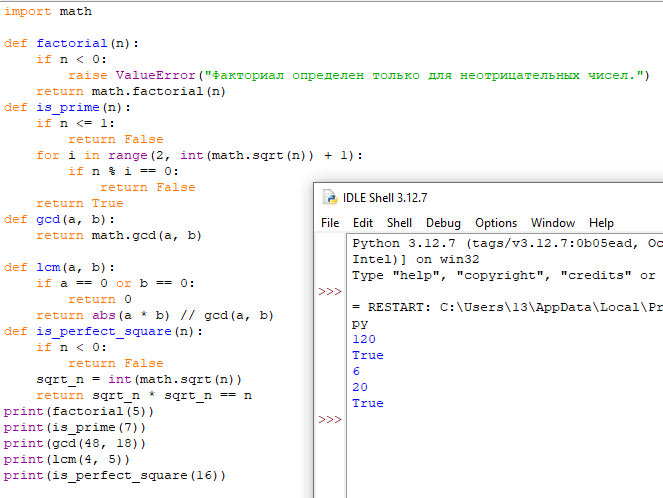 import math

def factorial(n):
    if n < 0:
        raise ValueError("Факториал определен только для неотрицательных чисел.")
    return math.factorial(n)
def is_prime(n):
    if n <= 1:
        return False
    for i in range(2, int(math.sqrt(n)) + 1):
        if n % i == 0:
            return False
    return True
def gcd(a, b):
    return math.gcd(a, b)

def lcm(a, b):
    if a == 0 or b == 0:
        return 0
    return abs(a * b) // gcd(a, b)
def is_perfect_square(n):
    if n < 0:
        return False
    sqrt_n = int(math.sqrt(n))
    return sqrt_n * sqrt_n == n
print(factorial(5))
print(is_prime(7))
print(gcd(48, 18))
print(lcm(4, 5))
print(is_perfect_square(16))
IDLE Shell 3.12.7
File Edit Shell Debug Options Window Help
Python 3.12.7 (tags/v3.12.7:0b05ead, Oc
Intel)] on win32
Type "help", "copyright", "credits" or
>>>
= RESTART: C:\Users\13\AppData\Local\Pr
py
120
True
6
20
True
>>>